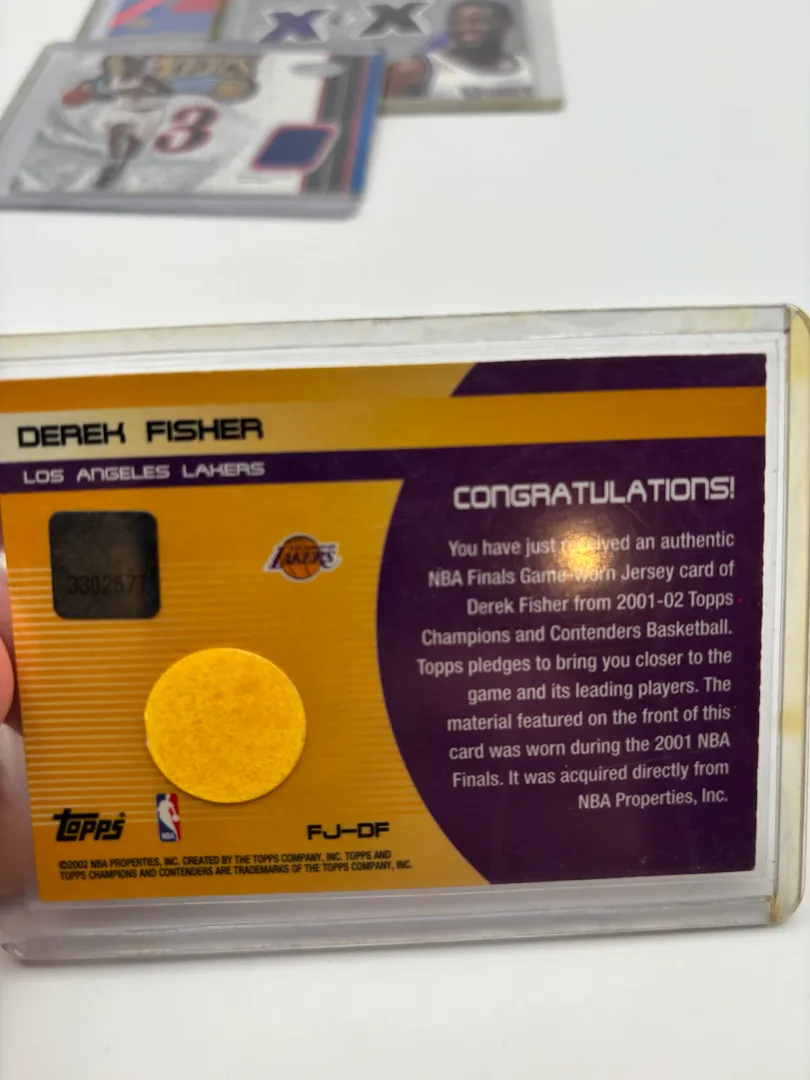 3
X X
DEREK FISHER
LOS ANGELES LAKERS
3302677
LAKERS
CONGRATULATIONS!
You have just received an authentic
NBA Finals Game-Worn Jersey card of
Derek Fisher from 2001-02 Topps
Champions and Contenders Basketball.
Topps pledges to bring you closer to the
game and its leading players. The
material featured on the front of this
card was worn during the 2001 NBA
Finals. It was acquired directly from
NBA Properties, Inc.
Topps
NBA
FJ-DF
©2002 NBA PROPERTIES, INC. CREATED BY THE TOPPS COMPANY, INC. TOPPS AND
TOPPS CHAMPIONS AND CONTENDERS ARE TRADEMARKS OF THE TOPPS COMPANY, INC.